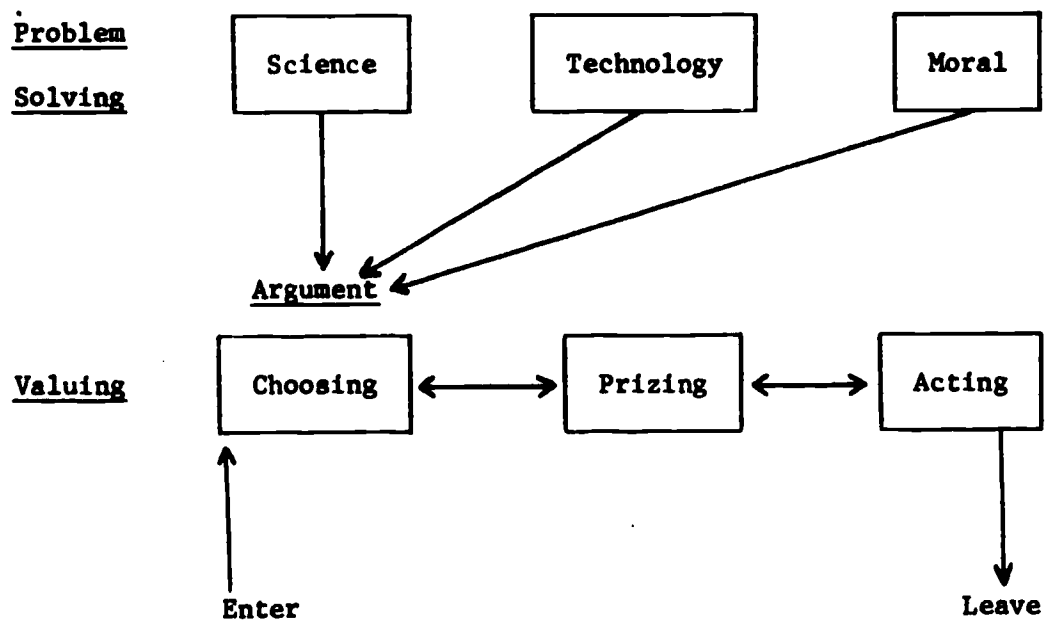 Problem
Solving
Science
Technology
Moral
Argument
Valuing
Choosing
Prizing
Acting
Enter
Leave